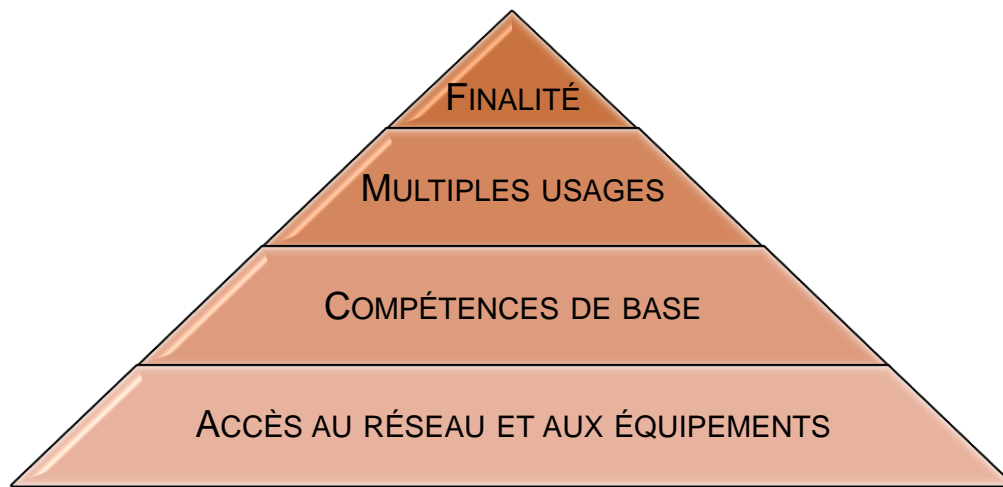 FINALITÉ
MULTIPLES USAGES
COMPÉTENCES DE BASE
ACCÈS AU RÉSEAU ET AUX ÉQUIPEMENTS